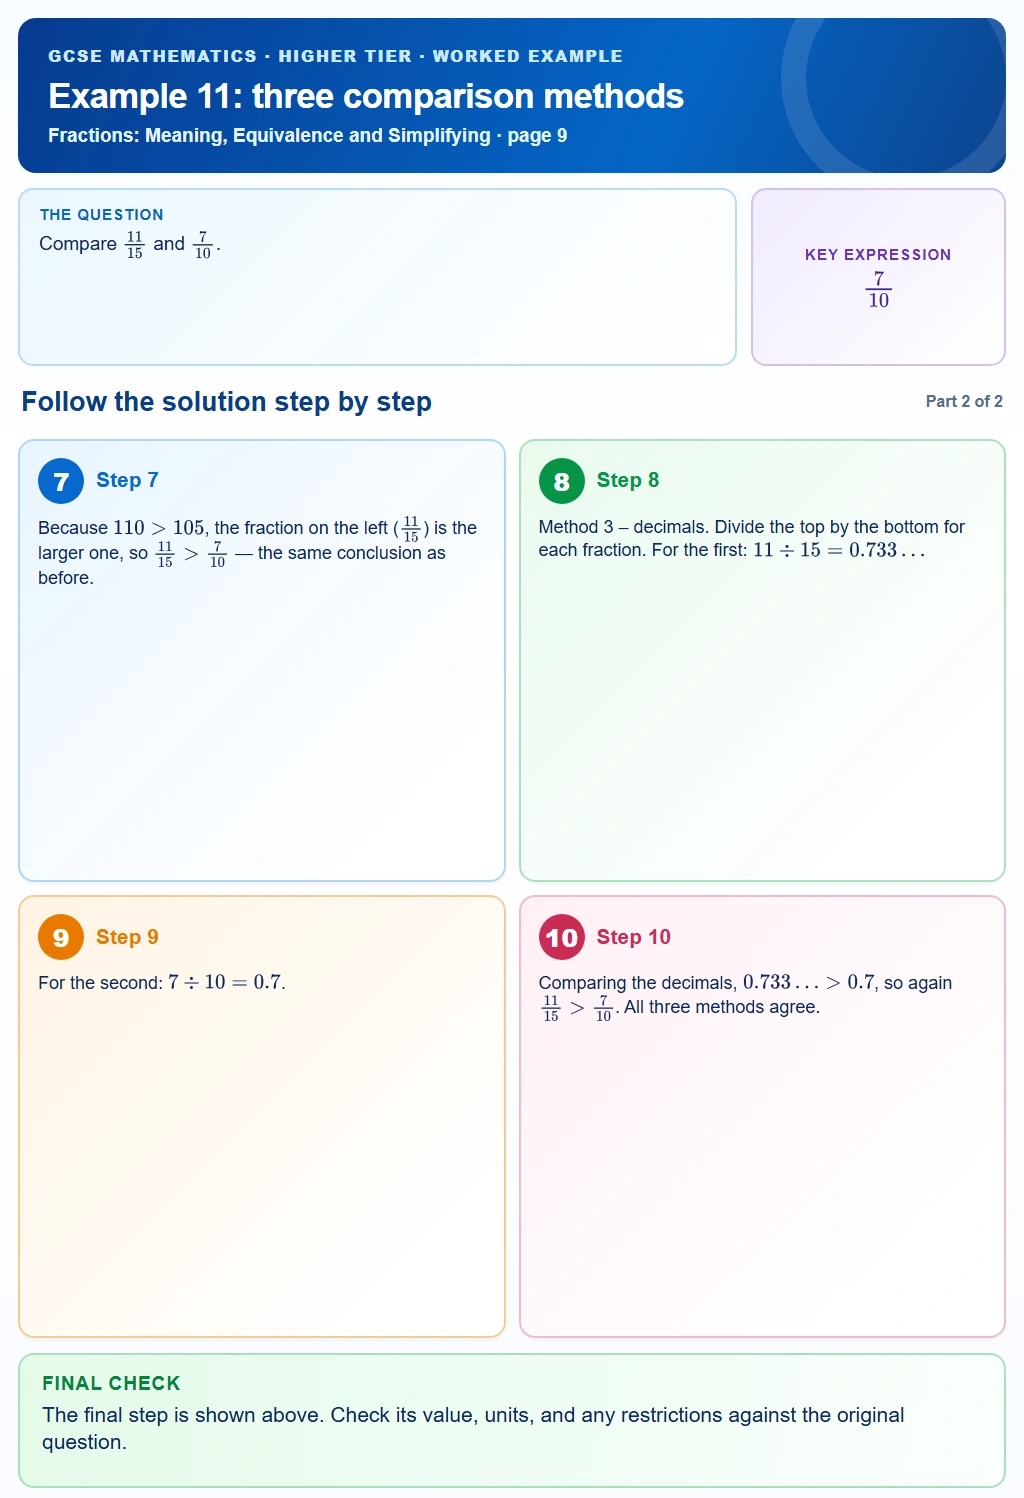 GCSE MATHEMATICS · HIGHER TIER · WORKED EXAMPLE
Example 11: three comparison methods
Fractions: Meaning, Equivalence and Simplifying · page 9
THE QUESTION
Compare 11/15 and 7/10.
KEY EXPRESSION
7/10
Follow the solution step by step
Part 2 of 2
7 Step 7
Because 110 > 105, the fraction on the left (11/15) is the
larger one, so 11/15 > 7/10 — the same conclusion as
before.
8 Step 8
Method 3 – decimals. Divide the top by the bottom for
each fraction. For the first: 11 ÷ 15 = 0.733…
9 Step 9
For the second: 7 ÷ 10 = 0.7.
10 Step 10
Comparing the decimals, 0.733… > 0.7, so again
11/15 > 7/10. All three methods agree.
FINAL CHECK
The final step is shown above. Check its value, units, and any restrictions against the original
question.